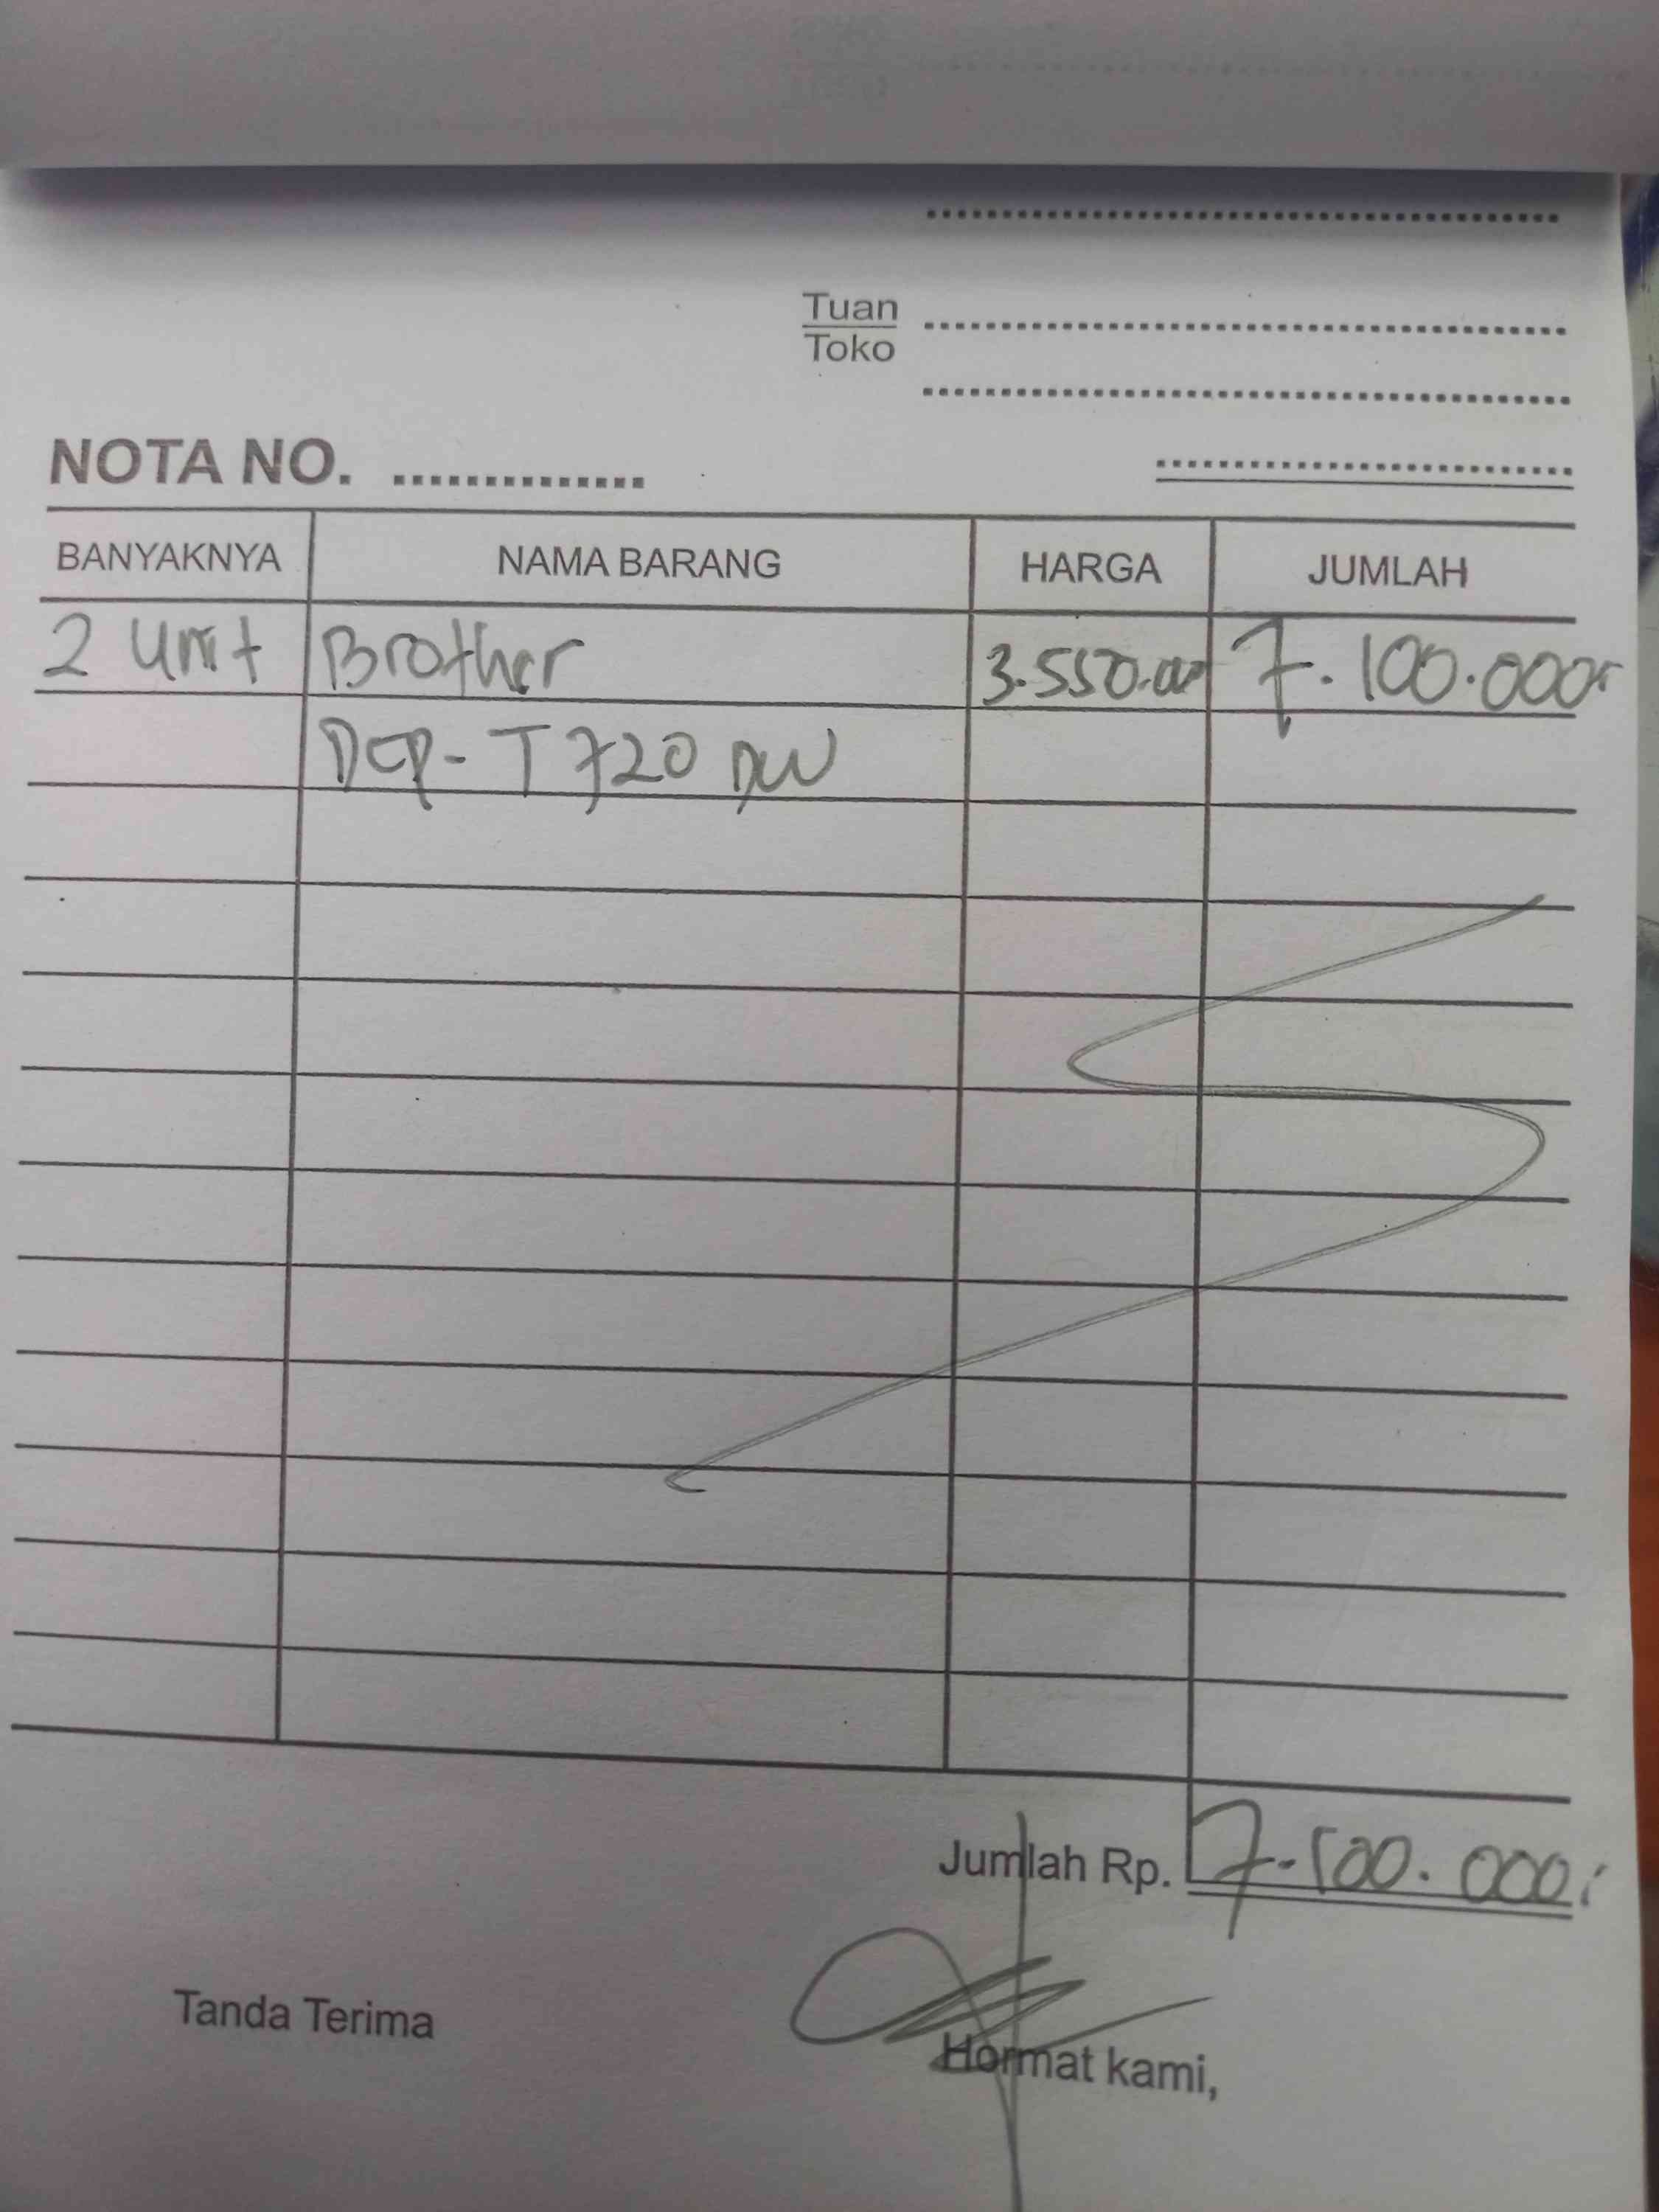 Tuan
Toko
NOTA NO. ..............
BANYAKNYA NAMA BARANG HARGA JUMLAH
2 Unit Brother 3.550.000 7.100.000
DCP-T720 DW
Jumlah Rp. 7.100.000
Tanda Terima
Hormat kami,